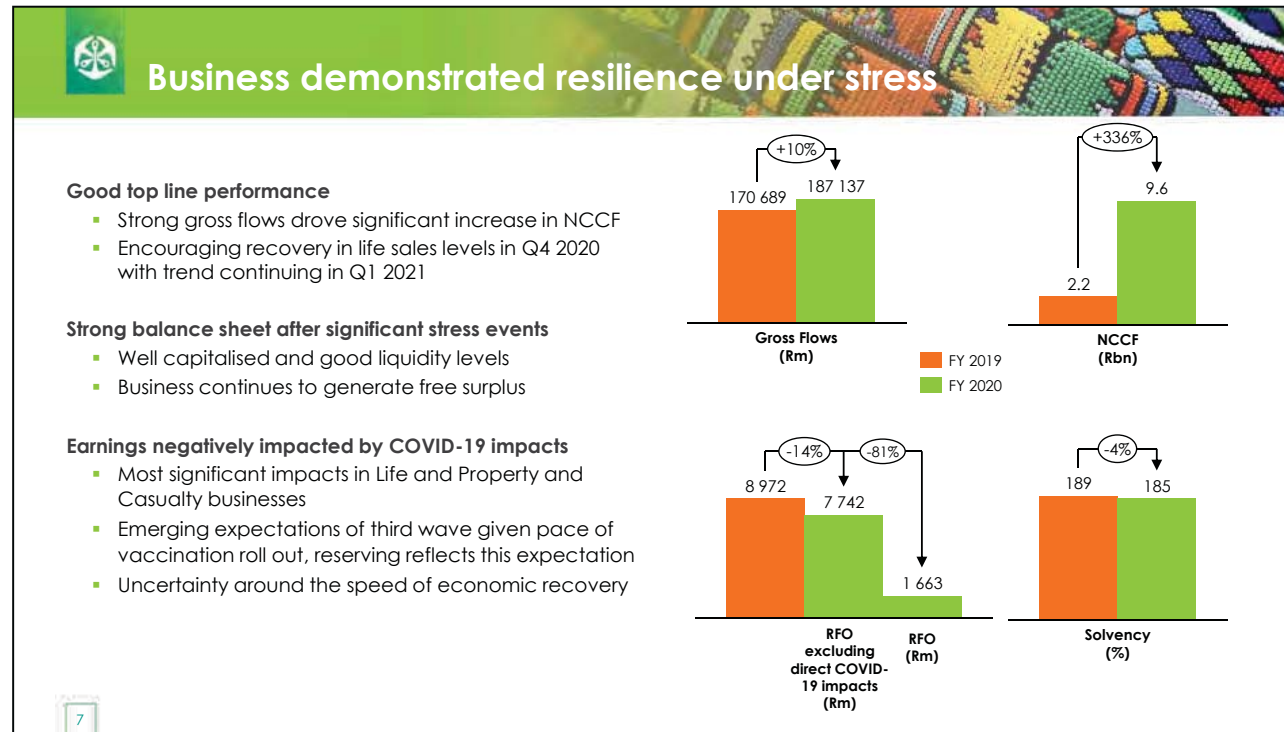 Business demonstrated resilience under stress
Good top line performance
▪ Strong gross flows drove significant increase in NCCF
▪ Encouraging recovery in life sales levels in Q4 2020
with trend continuing in Q1 2021
Strong balance sheet after significant stress events
▪ Well capitalised and good liquidity levels
▪ Business continues to generate free surplus
Earnings negatively impacted by COVID-19 impacts
▪ Most significant impacts in Life and Property and
Casualty businesses
▪ Emerging expectations of third wave given pace of
vaccination roll out, reserving reflects this expectation
▪ Uncertainty around the speed of economic recovery
+10%
170 689
187 137
Gross Flows
(Rm)
+336%
2.2
9.6
NCCF
(Rbn)
FY 2019
FY 2020
-14%
-81%
8 972
7 742
1 663
RFO
excluding
direct COVID-
19 impacts
(Rm)
RFO
(Rm)
-4%
189
185
Solvency
(%)
7